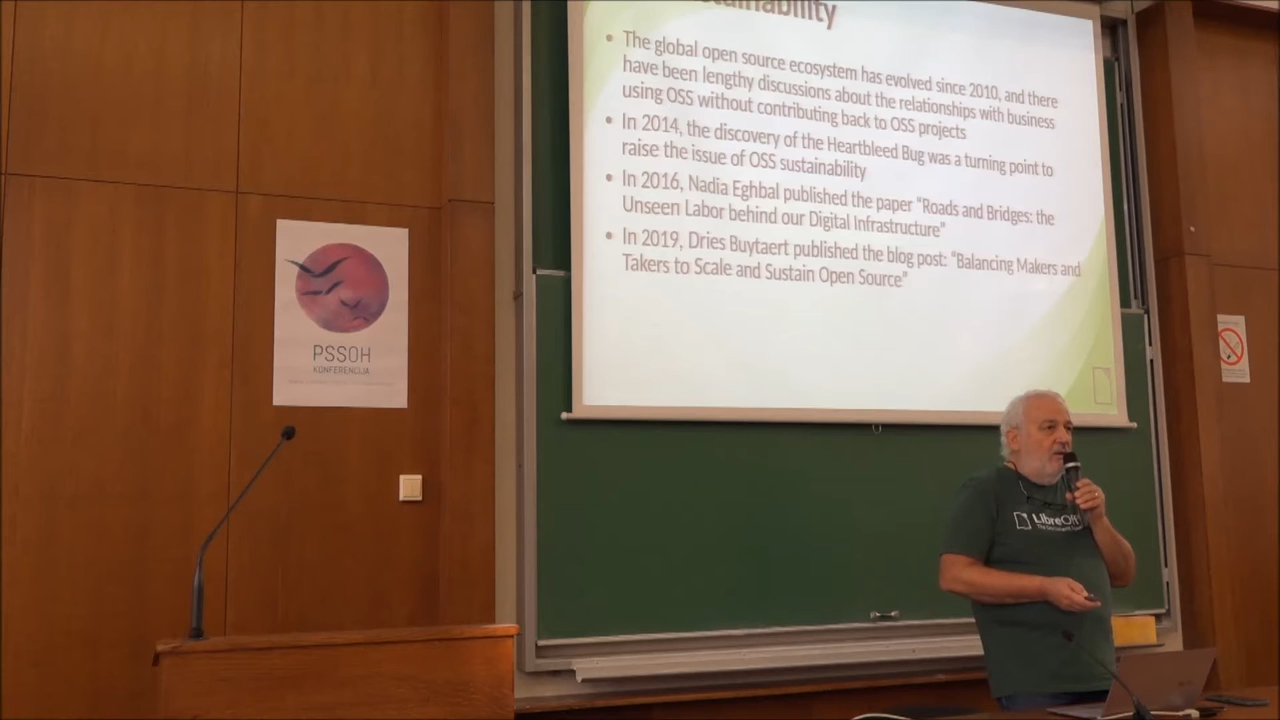 stainability
• The global open source ecosystem has evolved since 2010, and there
have been lengthy discussions about the relationships with business
using OSS without contributing back to OSS projects
• In 2014, the discovery of the Heartbleed Bug was a turning point to
raise the issue of OSS sustainability
• In 2016, Nadia Eghbal published the paper “Roads and Bridges: the
Unseen Labor behind our Digital Infrastructure”
• In 2019, Dries Buytaert published the blog post: “Balancing Makers and
Takers to Scale and Sustain Open Source”
PSSOH
KONFERENCIJA
LibreOff
The Document